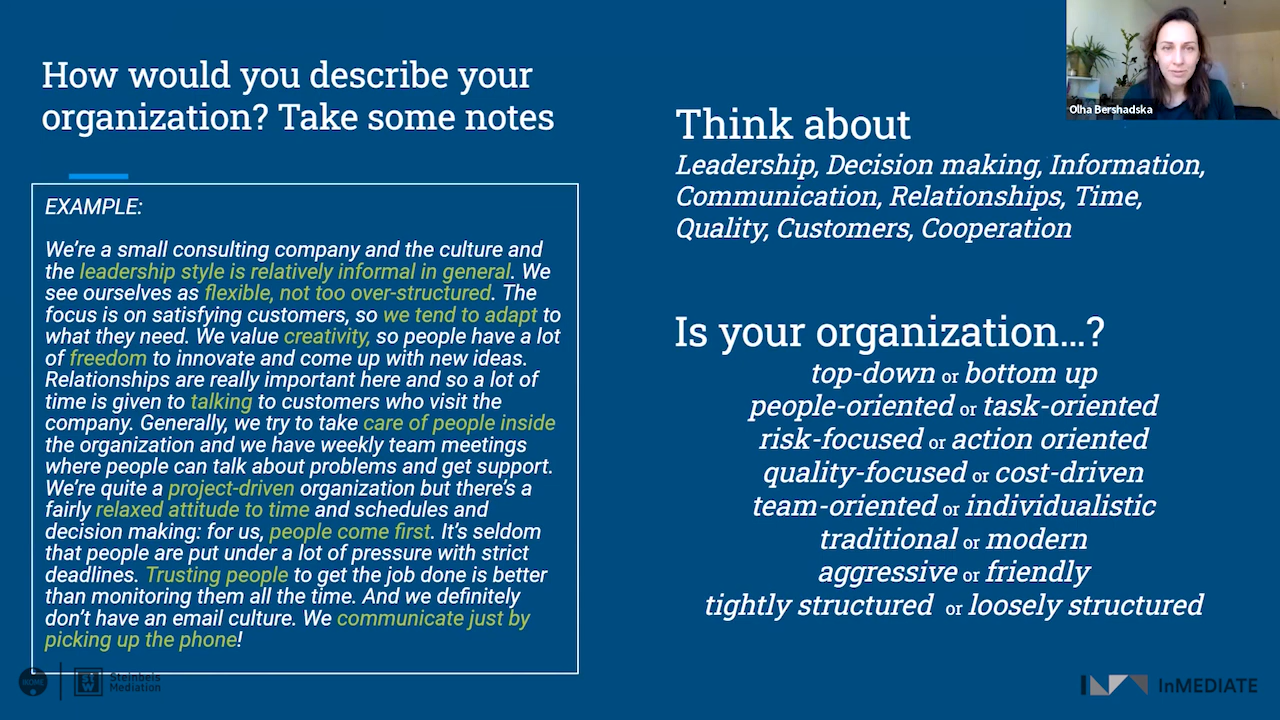 How would you describe your
organization? Take some notes
EXAMPLE:
We’re a small consulting company and the culture and
the leadership style is relatively informal in general. We
see ourselves as flexible, not too over-structured. The
focus is on satisfying customers, so we tend to adapt to
what they need. We value creativity, so people have a lot
of freedom to innovate and come up with new ideas.
Relationships are really important here and so a lot of
time is given to talking to customers who visit the
company. Generally, we try to take care of people inside
the organization and we have weekly team meetings
where people can talk about problems and get support.
We’re quite a project-driven organization but there’s a
fairly relaxed attitude to time and schedules and
decision making: for us, people come first. It’s seldom
that people are put under a lot of pressure with strict
deadlines. Trusting people to get the job done is better
than monitoring them all the time. And we definitely
don’t have an email culture. We communicate just by
picking up the phone!
Think about
Leadership, Decision making, Information,
Communication, Relationships, Time,
Quality, Customers, Cooperation
Is your organization...?
top-down or bottom up
people-oriented or task-oriented
risk-focused or action oriented
quality-focused or cost-driven
team-oriented or individualistic
traditional or modern
aggressive or friendly
tightly structured or loosely structured
Olha Bershadska
stw
Steinbeis
Mediation
InMEDIATE